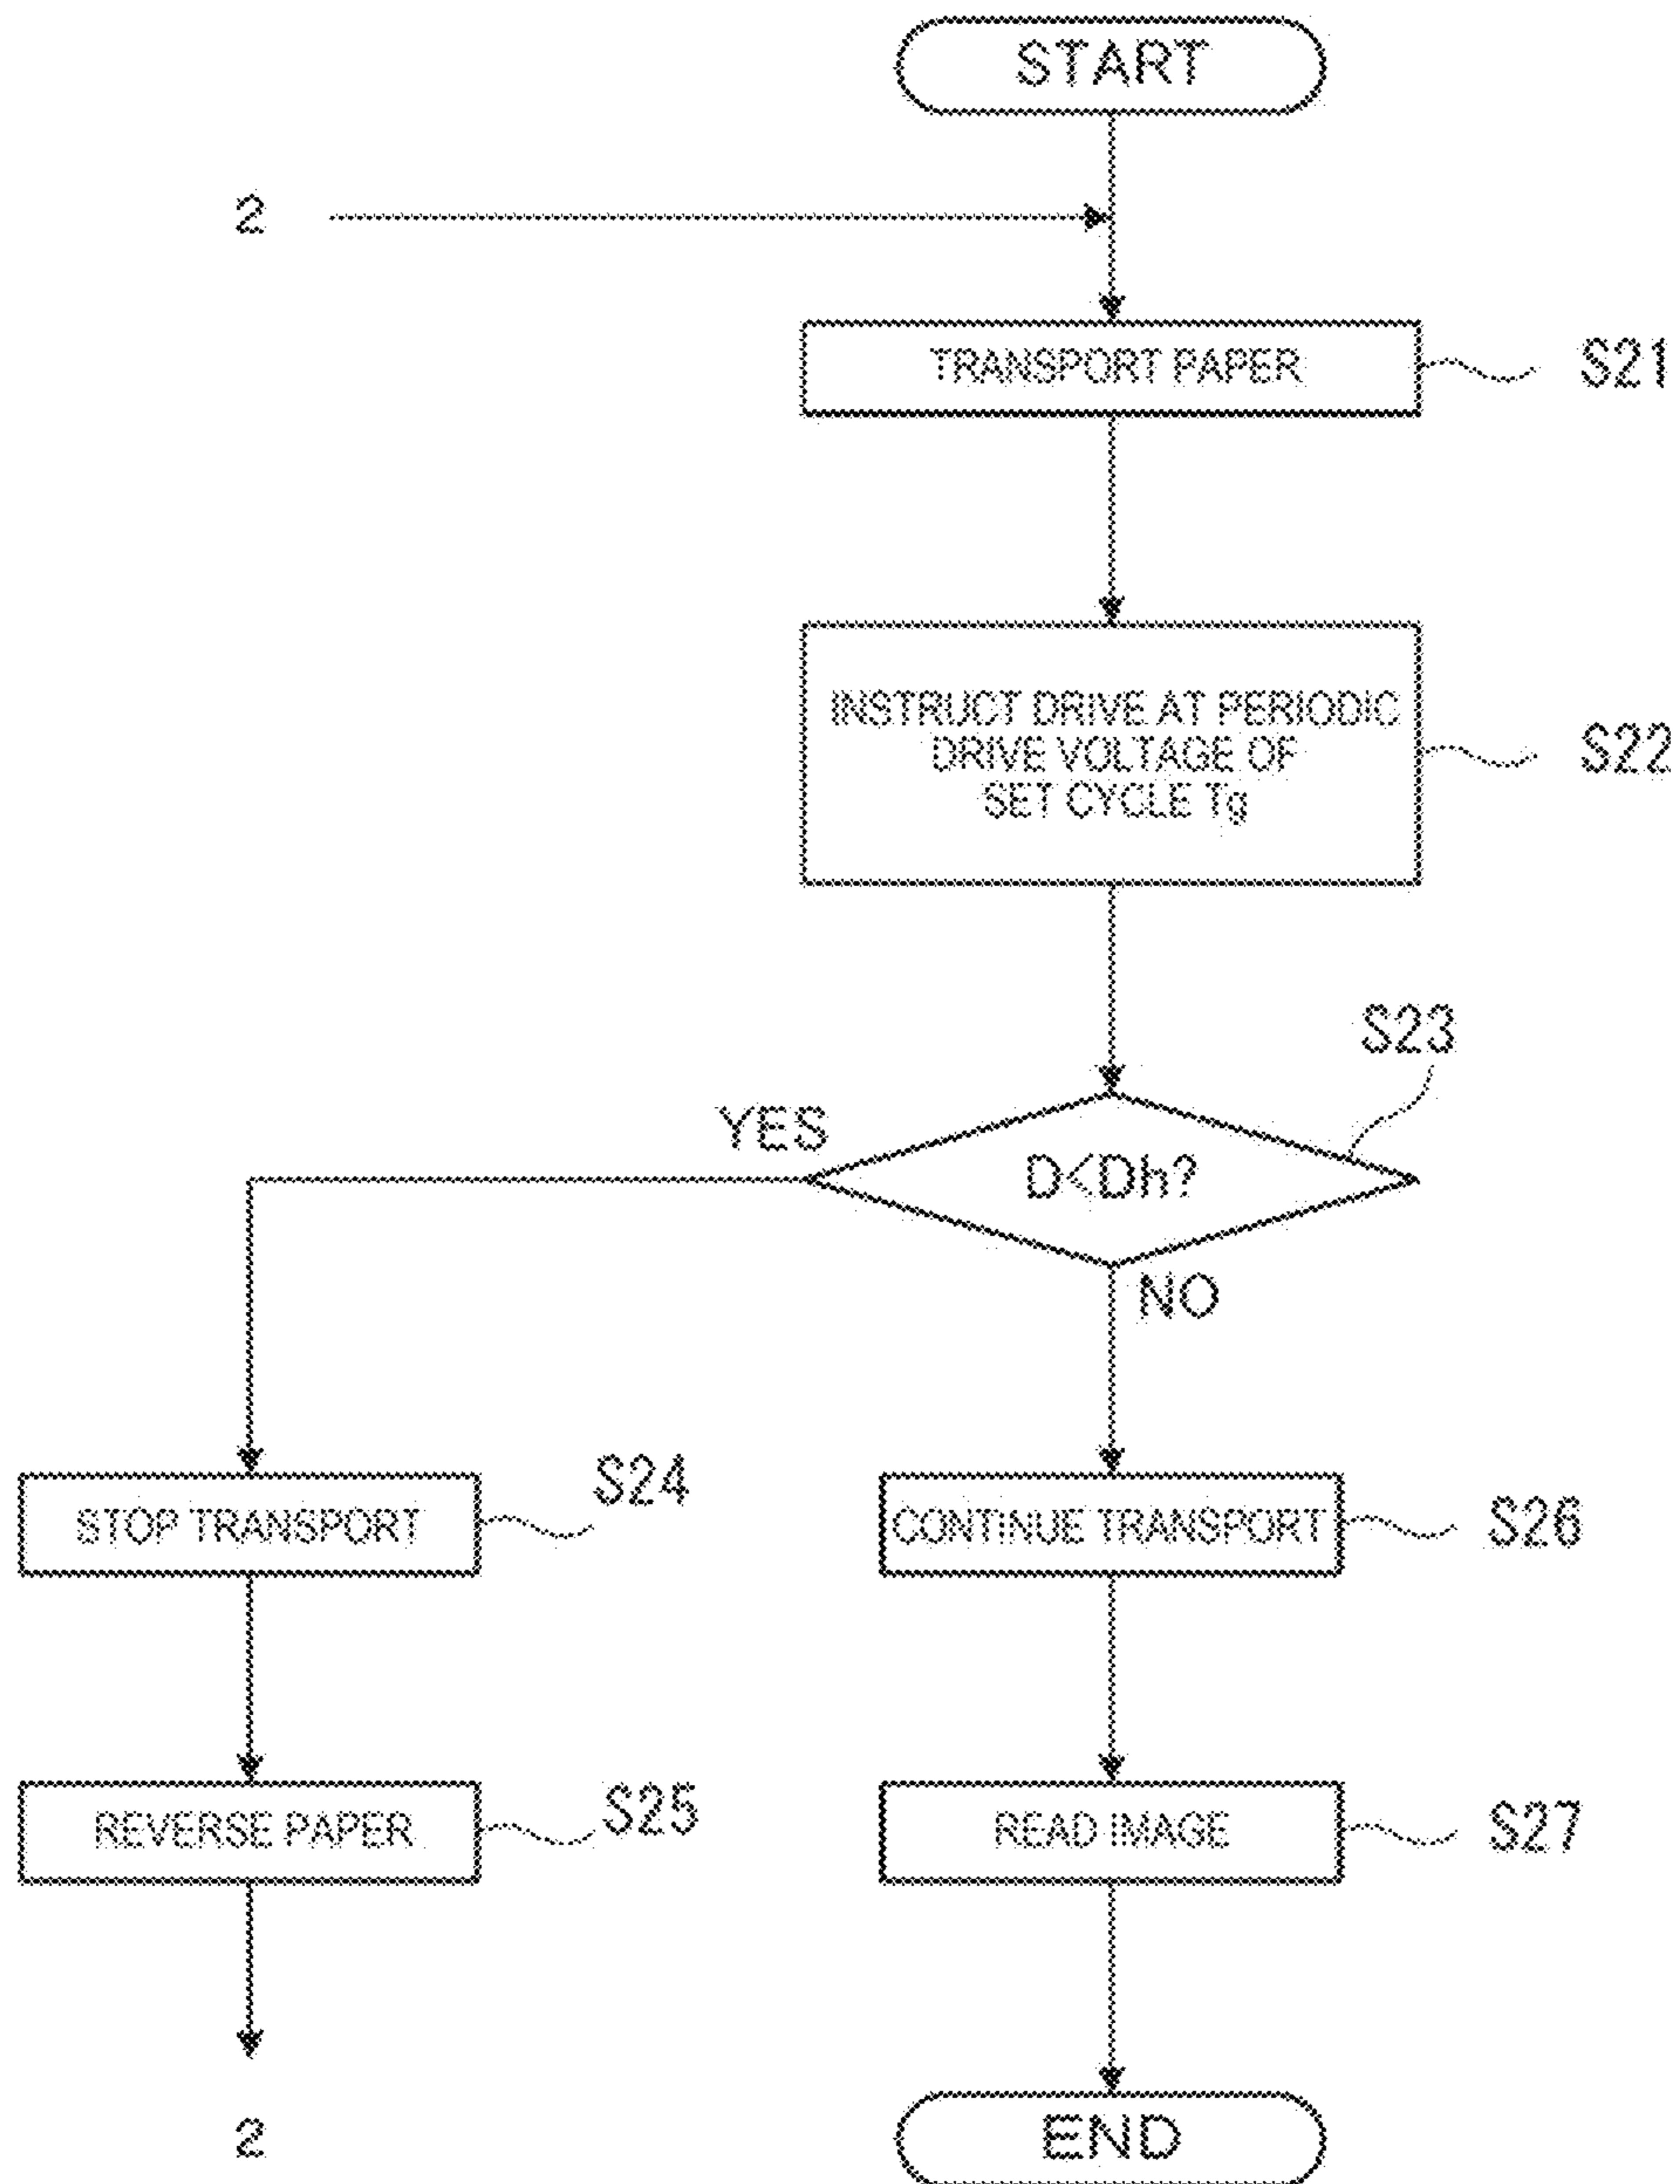 START
2
TRANSPORT PAPER
S21
INSTRUCT DRIVE AT PERIODIC
DRIVE VOLTAGE OF
SET CYCLE Tg
S22
S23
YES
D<Dh?
NO
STOP TRANSPORT
S24
CONTINUE TRANSPORT
S26
REVERSE PAPER
S25
READ IMAGE
S27
2
END